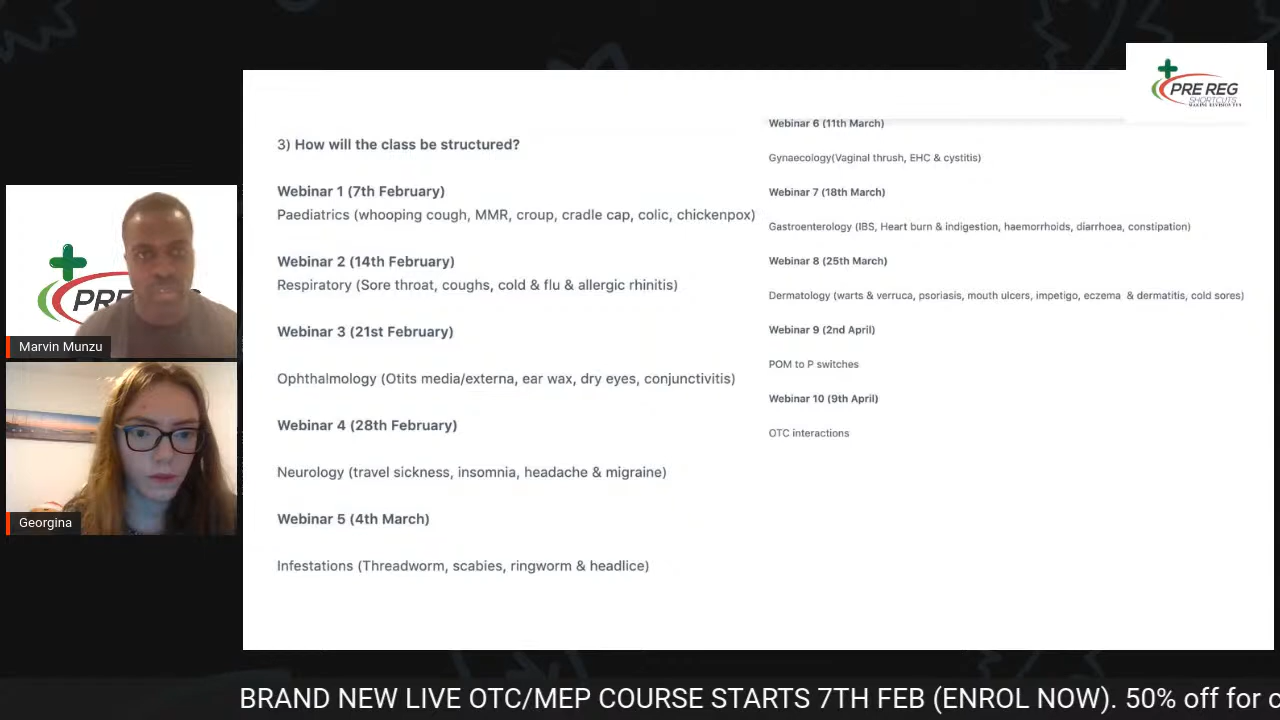 PRE REG
SHORTCUTS
MAKING REVISION FUN
3) How will the class be structured?
Webinar 1 (7th February)
Paediatrics (whooping cough, MMR, croup, cradle cap, colic, chickenpox)
Webinar 2 (14th February)
Respiratory (Sore throat, coughs, cold & flu & allergic rhinitis)
Webinar 3 (21st February)
Ophthalmology (Otits media/externa, ear wax, dry eyes, conjunctivitis)
Webinar 4 (28th February)
Neurology (travel sickness, insomnia, headache & migraine)
Webinar 5 (4th March)
Infestations (Threadworm, scabies, ringworm & headlice)
Webinar 6 (11th March)
Gynaecology(Vaginal thrush, EHC & cystitis)
Webinar 7 (18th March)
Gastroenterology (IBS, Heart burn & indigestion, haemorrhoids, diarrhoea, constipation)
Webinar 8 (25th March)
Dermatology (warts & verruca, psoriasis, mouth ulcers, impetigo, eczema & dermatitis, cold sores)
Webinar 9 (2nd April)
POM to P switches
Webinar 10 (9th April)
OTC interactions
PRE
Marvin Munzu
Georgina
BRAND NEW LIVE OTC/MEP COURSE STARTS 7TH FEB (ENROL NOW). 50% off for